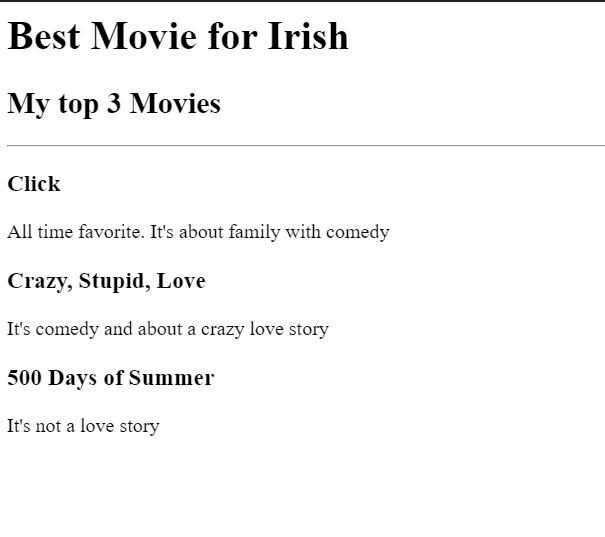 Best Movie for Irish
My top 3 Movies
Click
All time favorite. It's about family with comedy
Crazy, Stupid, Love
It's comedy and about a crazy love story
500 Days of Summer
It's not a love story